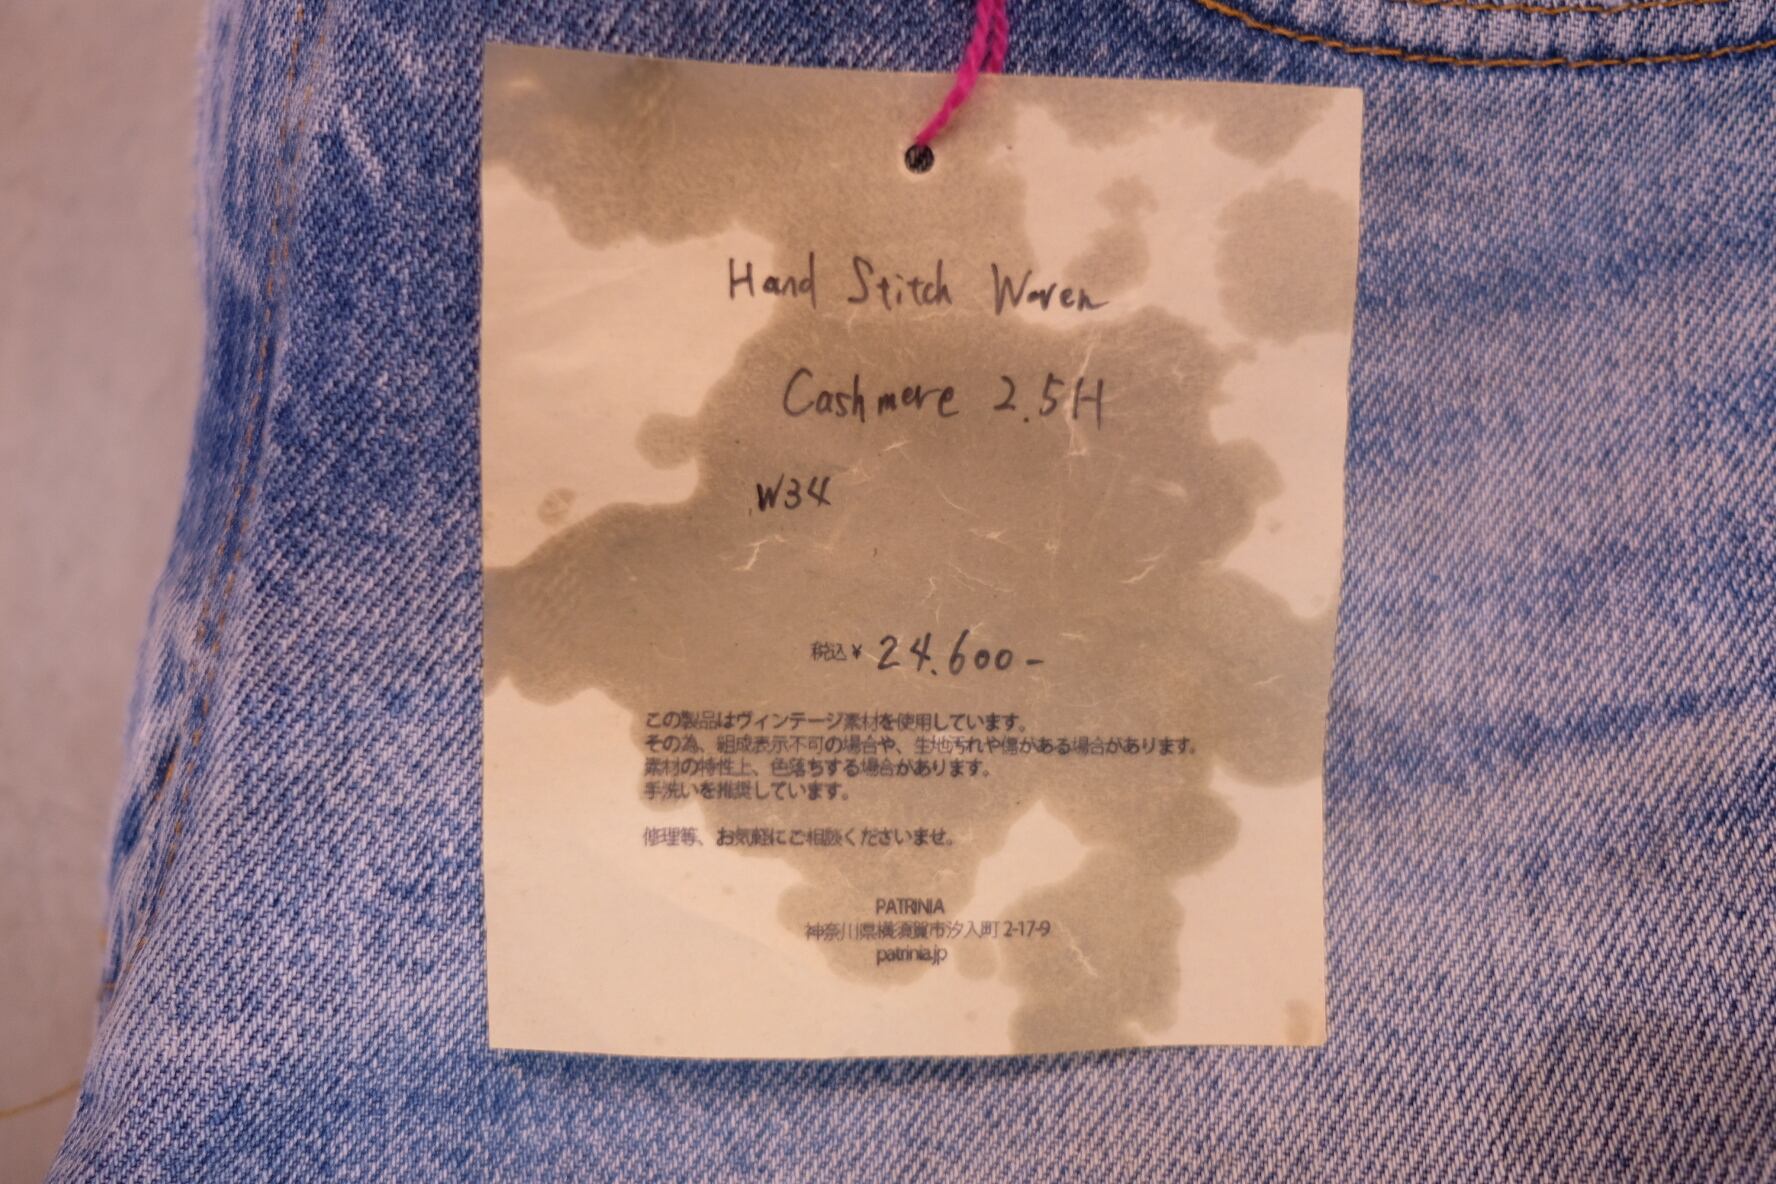 Hand Stitch Woven
Cashmere 2.5H
W34
税込¥ 24.600-
この製品はヴィンテージ素材を使用しています。
その為、組成表示不可の場合や、生地汚れや傷がある場合があります。
素材の特性上、色落ちする場合があります。
手洗いを推奨しています。
修理等、お気軽にご相談くださいませ。
PATRINIA
神奈川県横須賀市汐入町 2-17-9
patrinia.jp